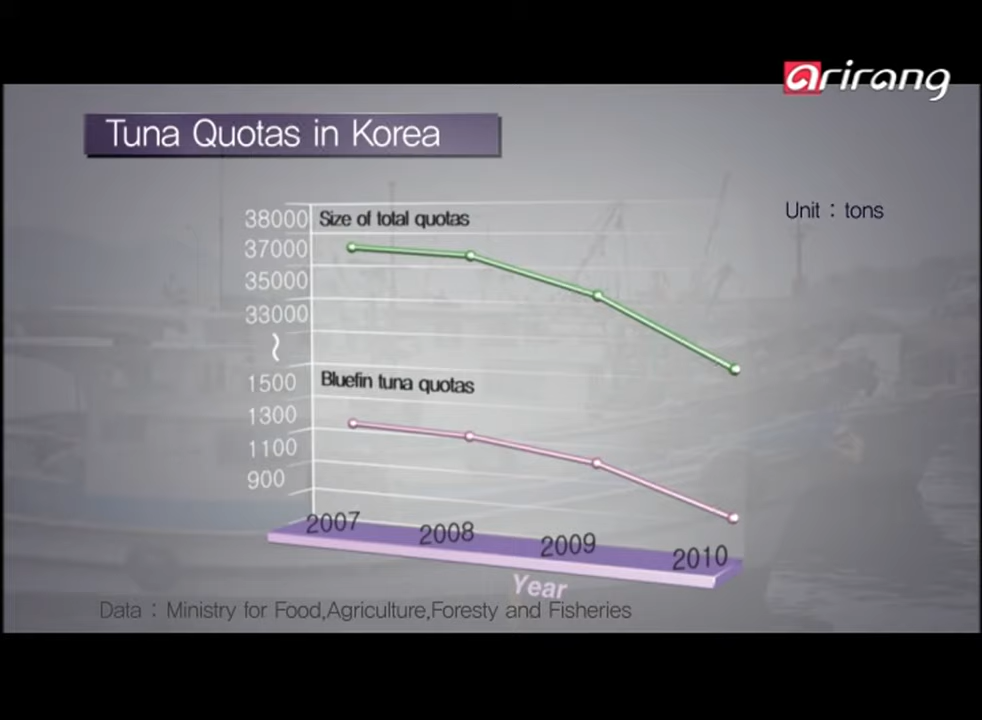 arirang
Tuna Quotas in Korea
Unit : tons
38000
Size of total quotas
37000
35000
33000
1500
Bluefin tuna quotas
1300
1100
900
2007
2008
2009
2010
Year
Data : Ministry for Food,Agriculture,Foresty and Fisheries